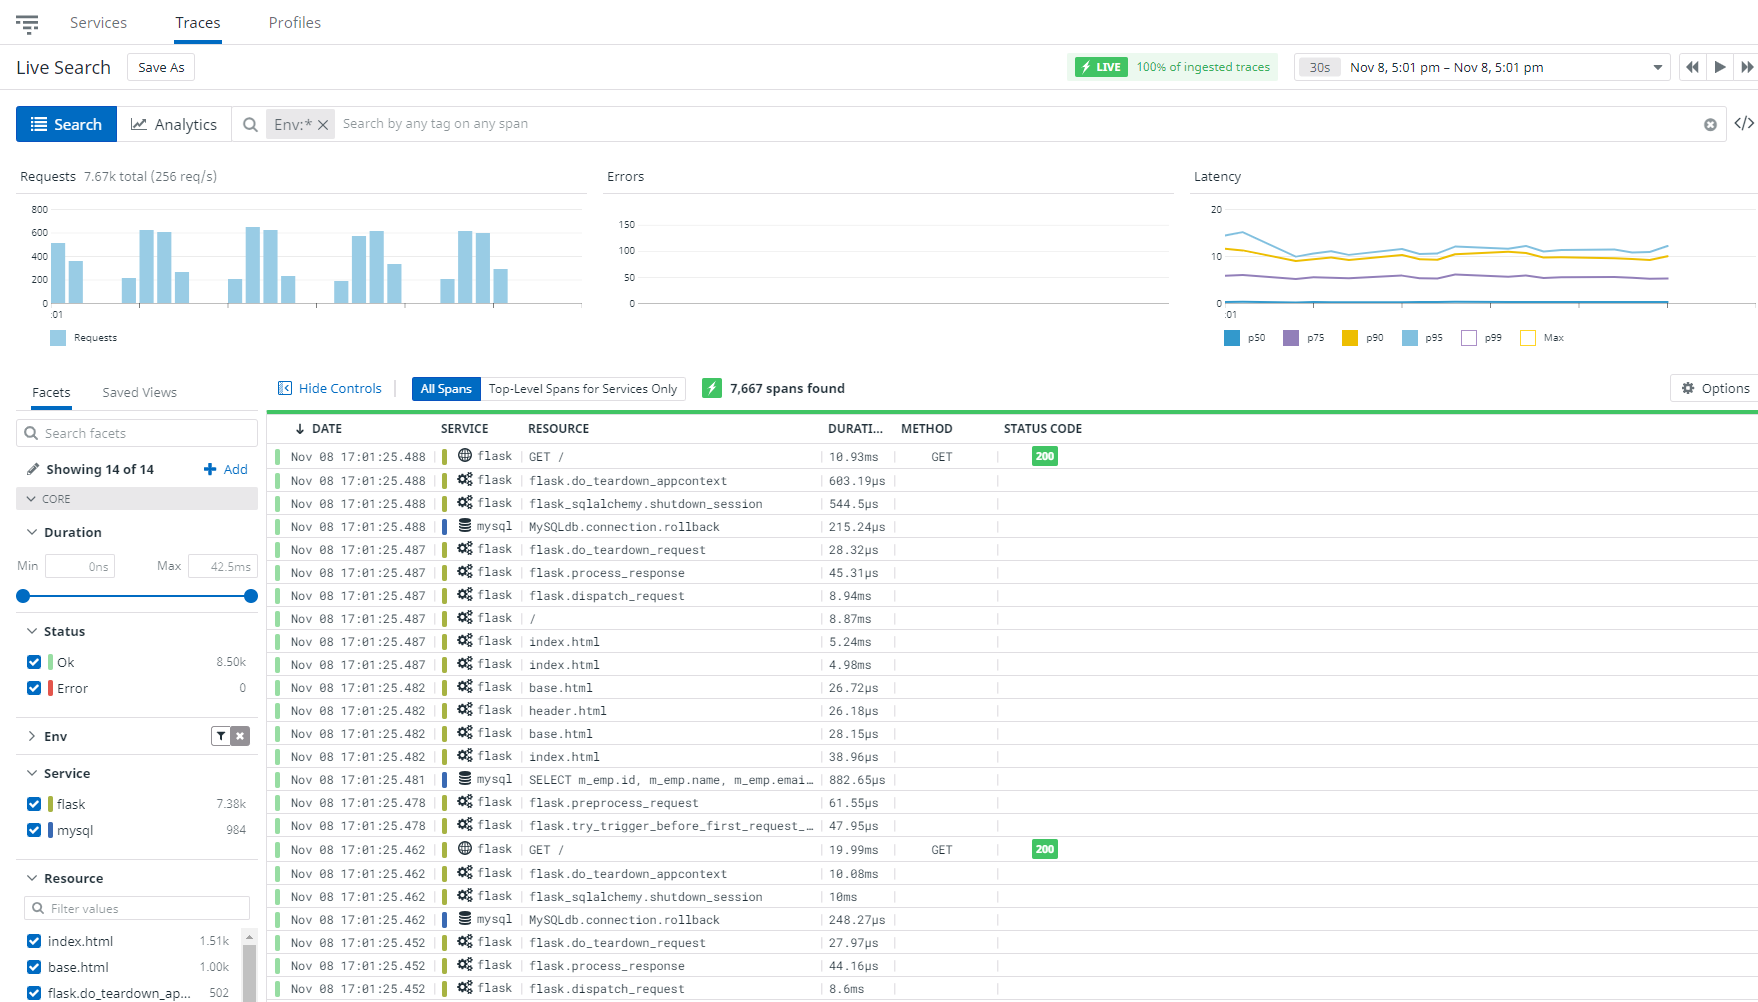 Services Traces Profiles
Live Search Save As LIVE 100% of ingested traces 30s Nov 8, 5:01 pm – Nov 8, 5:01 pm
Search Analytics Env:* Search by any tag on any span </>
Requests 7.67k total (256 req/s)
800
600
400
200
0
:01
Requests
Errors
150
100
50
0
Latency
20
10
0
:01
p50 p75 p90 p95 p99 Max
Facets Saved Views
Search facets
Showing 14 of 14 Add
CORE
Duration
Min 0ns Max 42.5ms
Status
Ok 8.50k
Error 0
Env
Service
flask 7.38k
mysql 984
Resource
Filter values
index.html 1.51k
base.html 1.00k
flask.do_teardown_ap... 502
Hide Controls All Spans Top-Level Spans for Services Only 7,667 spans found Options
DATE SERVICE RESOURCE DURATI... METHOD STATUS CODE
Nov 08 17:01:25.488 flask GET / 10.93ms GET 200
Nov 08 17:01:25.488 flask flask.do_teardown_appcontext 603.19µs
Nov 08 17:01:25.488 flask flask_sqlalchemy.shutdown_session 544.5µs
Nov 08 17:01:25.488 mysql MySQLdb.connection.rollback 215.24µs
Nov 08 17:01:25.487 flask flask.do_teardown_request 28.32µs
Nov 08 17:01:25.487 flask flask.process_response 45.31µs
Nov 08 17:01:25.487 flask flask.dispatch_request 8.94ms
Nov 08 17:01:25.487 flask / 8.87ms
Nov 08 17:01:25.487 flask index.html 5.24ms
Nov 08 17:01:25.487 flask index.html 4.98ms
Nov 08 17:01:25.482 flask base.html 26.72µs
Nov 08 17:01:25.482 flask header.html 26.18µs
Nov 08 17:01:25.482 flask base.html 28.15µs
Nov 08 17:01:25.482 flask index.html 38.96µs
Nov 08 17:01:25.481 mysql SELECT m_emp.id, m_emp.name, m_emp.emai... 882.65µs
Nov 08 17:01:25.478 flask flask.preprocess_request 61.55µs
Nov 08 17:01:25.478 flask flask.try_trigger_before_first_request_... 47.95µs
Nov 08 17:01:25.462 flask GET / 19.99ms GET 200
Nov 08 17:01:25.462 flask flask.do_teardown_appcontext 10.08ms
Nov 08 17:01:25.462 flask flask_sqlalchemy.shutdown_session 10ms
Nov 08 17:01:25.462 mysql MySQLdb.connection.rollback 248.27µs
Nov 08 17:01:25.452 flask flask.do_teardown_request 27.97µs
Nov 08 17:01:25.452 flask flask.process_response 44.16µs
Nov 08 17:01:25.452 flask flask.dispatch_request 8.6ms